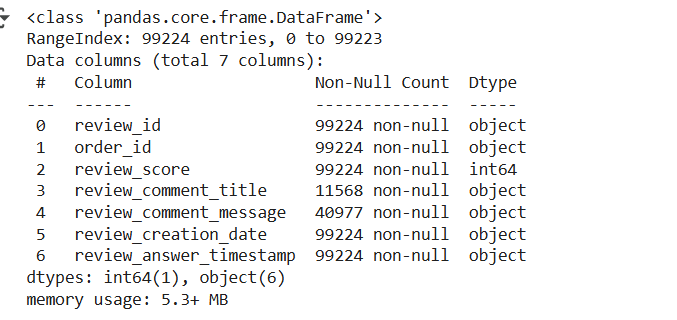 <class 'pandas.core.frame.DataFrame'>
RangeIndex: 99224 entries, 0 to 99223
Data columns (total 7 columns):
 #   Column                   Non-Null Count  Dtype
---  ------                   --------------  -----
 0   review_id                99224 non-null  object
 1   order_id                 99224 non-null  object
 2   review_score             99224 non-null  int64
 3   review_comment_title     11568 non-null  object
 4   review_comment_message   40977 non-null  object
 5   review_creation_date     99224 non-null  object
 6   review_answer_timestamp  99224 non-null  object
dtypes: int64(1), object(6)
memory usage: 5.3+ MB